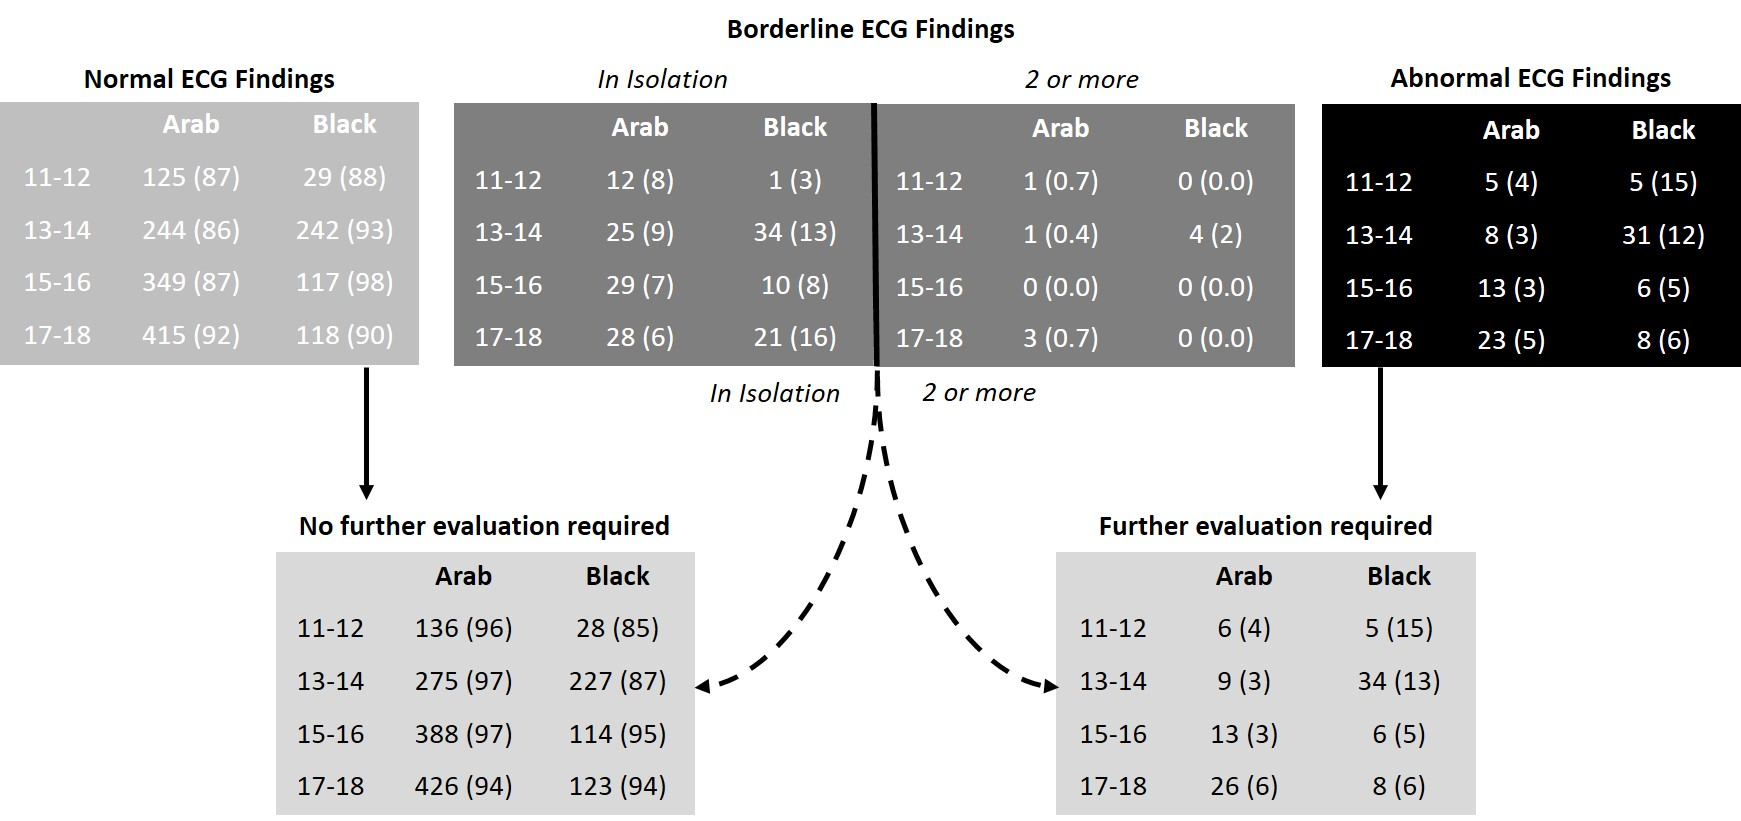 Borderline ECG Findings
Normal ECG Findings
In Isolation
2 or more
Abnormal ECG Findings
Arab Black
11-12 125 (87) 29 (88)
13-14 244 (86) 242 (93)
15-16 349 (87) 117 (98)
17-18 415 (92) 118 (90)
Arab Black
11-12 12 (8) 1 (3)
13-14 25 (9) 34 (13)
15-16 29 (7) 10 (8)
17-18 28 (6) 21 (16)
Arab Black
11-12 1 (0.7) 0 (0.0)
13-14 1 (0.4) 4 (2)
15-16 0 (0.0) 0 (0.0)
17-18 3 (0.7) 0 (0.0)
Arab Black
11-12 5 (4) 5 (15)
13-14 8 (3) 31 (12)
15-16 13 (3) 6 (5)
17-18 23 (5) 8 (6)
In Isolation
2 or more
No further evaluation required
Arab Black
11-12 136 (96) 28 (85)
13-14 275 (97) 227 (87)
15-16 388 (97) 114 (95)
17-18 426 (94) 123 (94)
Further evaluation required
Arab Black
11-12 6 (4) 5 (15)
13-14 9 (3) 34 (13)
15-16 13 (3) 6 (5)
17-18 26 (6) 8 (6)